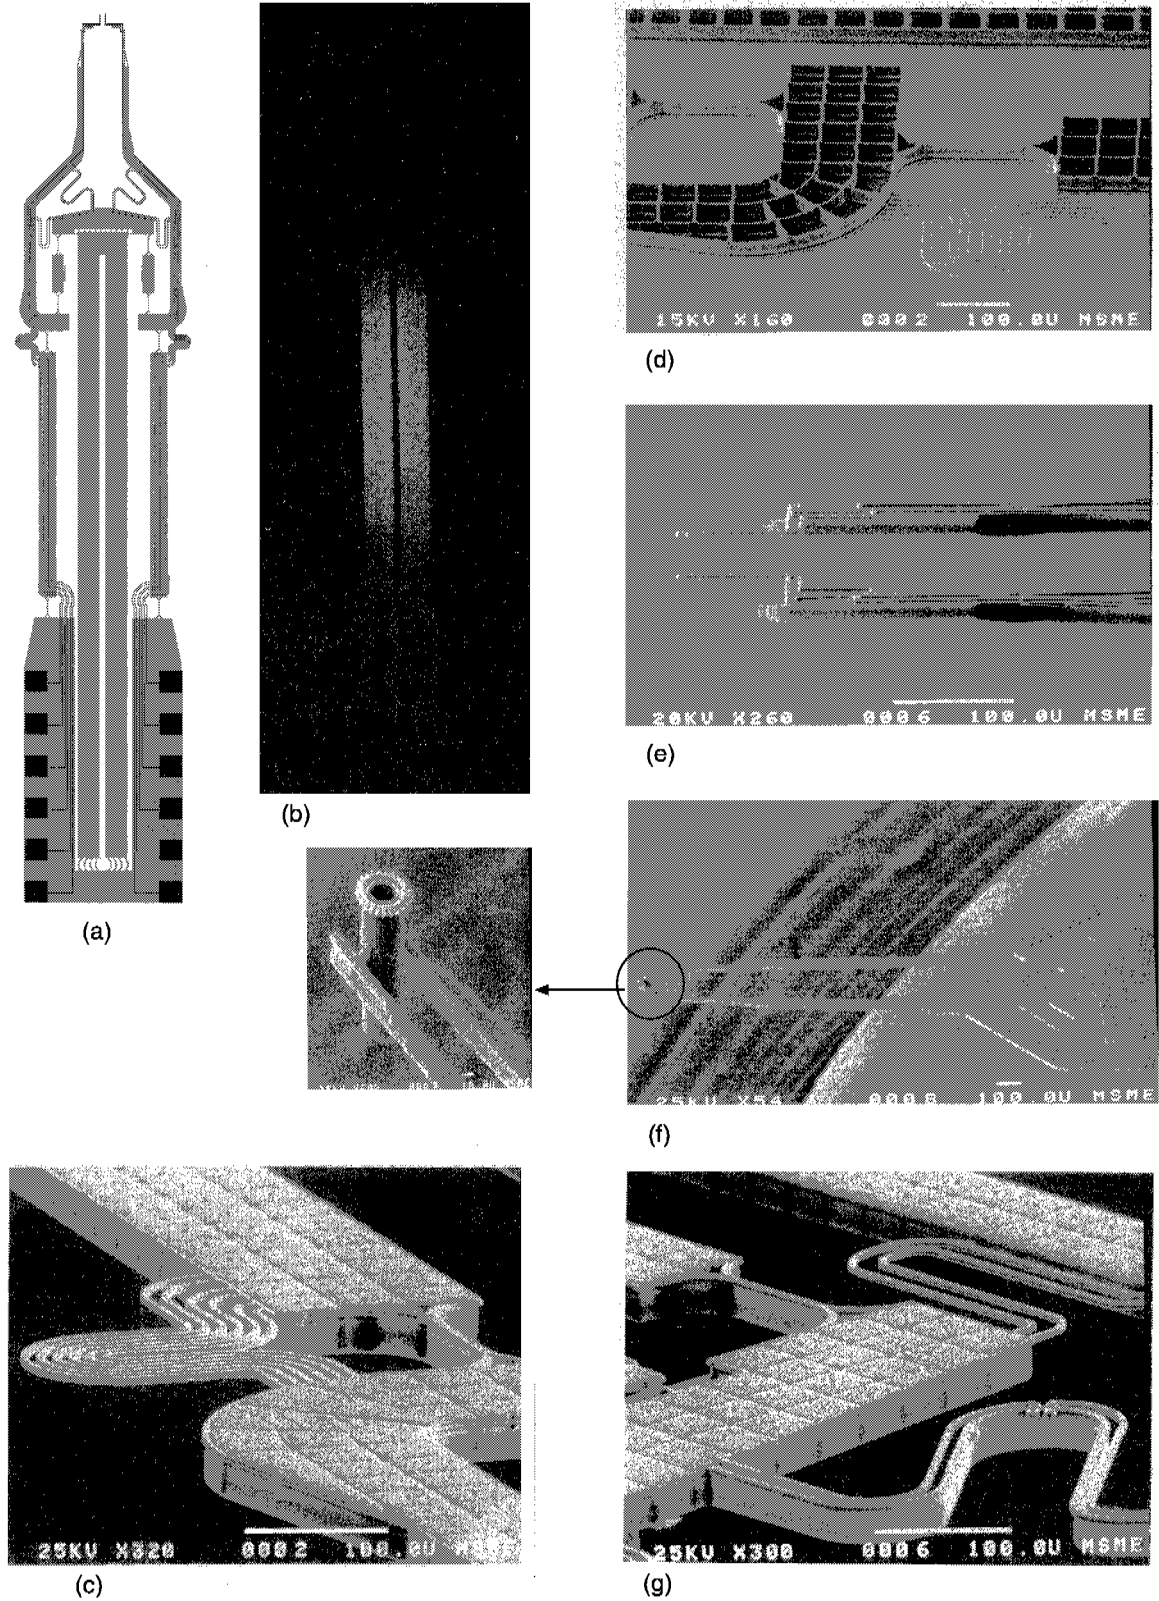 (a)
(b)
(c)
15KV X160 0002 100.0U MSME
(d)
20KV X260 0006 100.0U MSME
(e)
25KV X54 0008 100.0U MSME
(f)
25KV X320 0002 100.0U MSME
25KV X300 0006 100.0U MSME
(g)